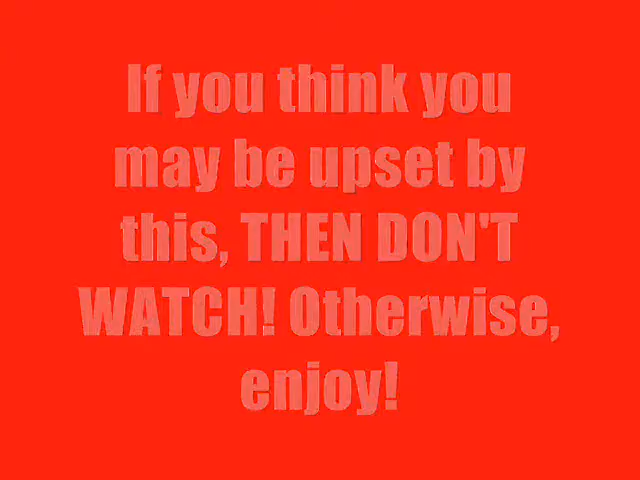 If you think you
may be upset by
this, THEN DON'T
WATCH! Otherwise,
enjoy!